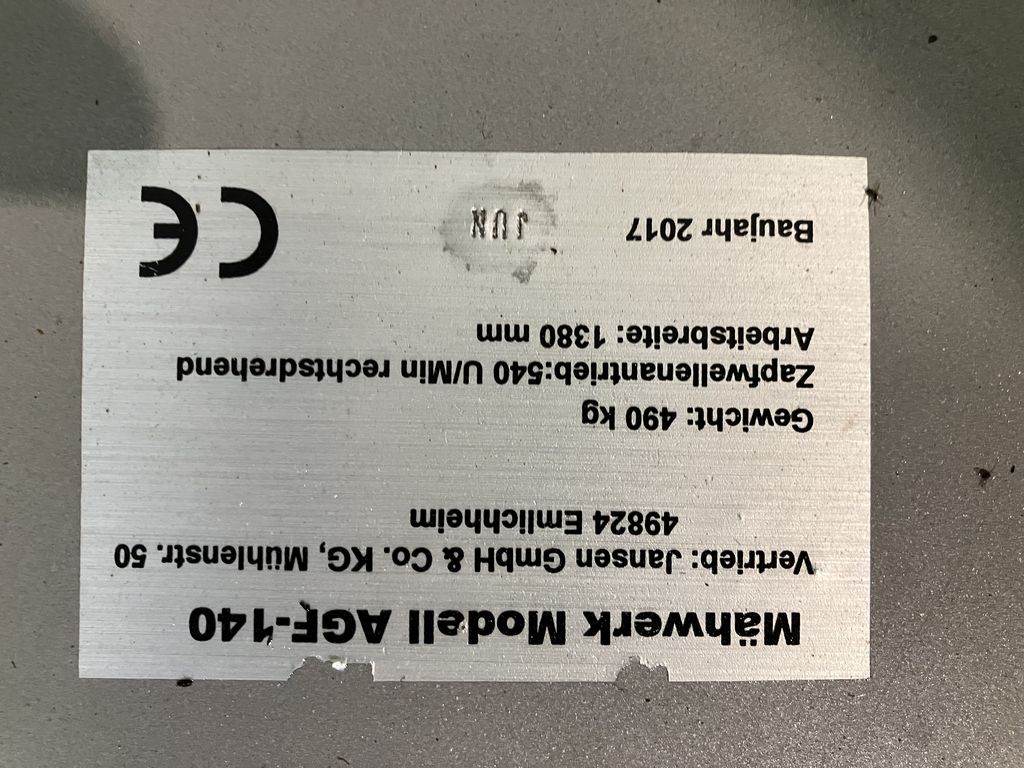 Mähwerk Modell AGF-140
Vertrieb: Jansen GmbH & Co. KG, Mühlenstr. 50
49824 Emlichheim
Gewicht: 490 kg
Zapfwellenantrieb:540 U/Min rechtsdrehend
Arbeitsbreite: 1380 mm
Baujahr 2017 JUN CE